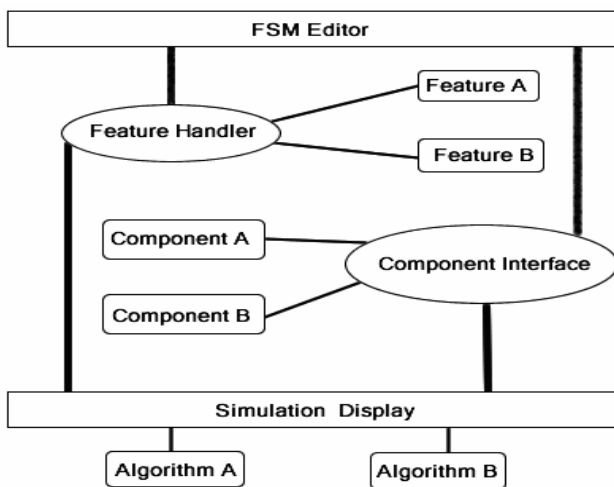 FSM Editor
Feature A
Feature Handler
Feature B
Component A
Component Interface
Component B
Simulation Display
Algorithm A
Algorithm B